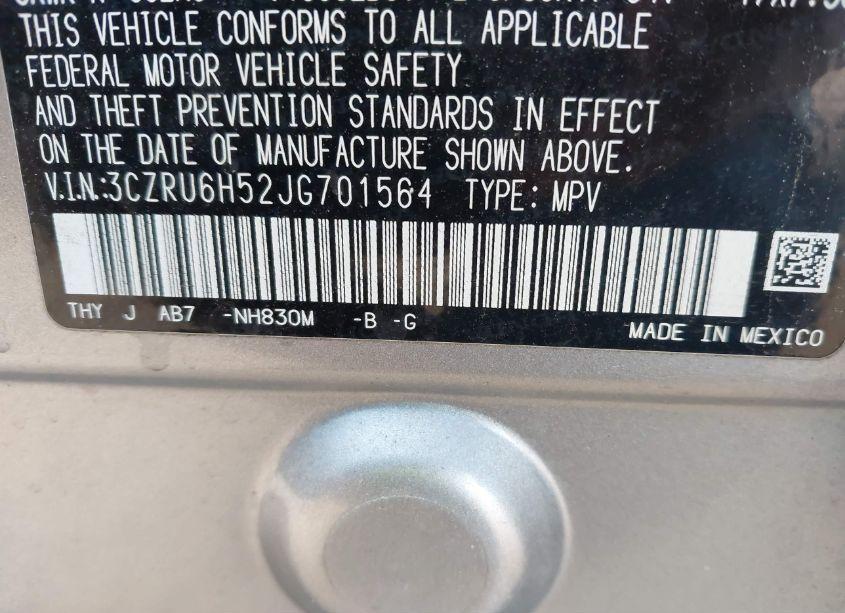 THIS VEHICLE CONFORMS TO ALL APPLICABLE
FEDERAL MOTOR VEHICLE SAFETY
AND THEFT PREVENTION STANDARDS IN EFFECT
ON THE DATE OF MANUFACTURE SHOWN ABOVE.
V.I.N.:3CZRU6H52JG701564 TYPE: MPV
THY J AB7 -NH830M -B -G
MADE IN MEXICO